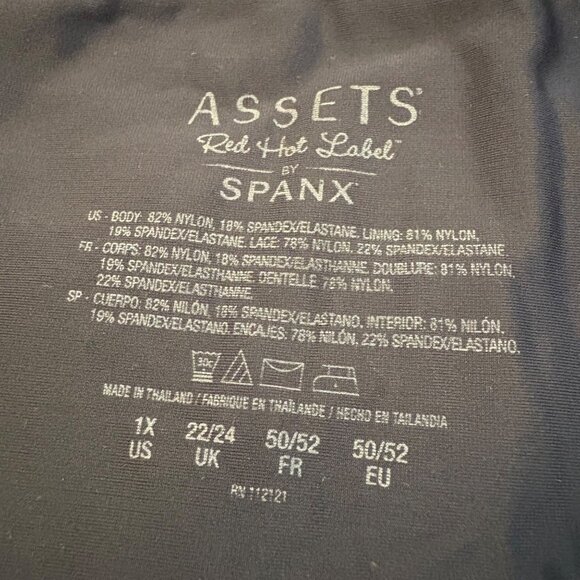 ASSETS®
Red Hot Label™
BY
SPANX®
US - BODY: 82% NYLON, 18% SPANDEX/ELASTANE. LINING: 81% NYLON,
19% SPANDEX/ELASTANE. LACE: 78% NYLON, 22% SPANDEX/ELASTANE.
FR - CORPS: 82% NYLON, 18% SPANDEX/ELASTHANNE. DOUBLURE: 81% NYLON,
19% SPANDEX/ELASTHANNE. DENTELLE: 78% NYLON,
22% SPANDEX/ELASTHANNE.
SP - CUERPO: 82% NILÓN, 18% SPANDEX/ELASTANO. INTERIOR: 81% NILÓN.
19% SPANDEX/ELASTANO. ENCAJES: 78% NILÓN, 22% SPANDEX/ELASTANO.
30C
MADE IN THAILAND / FABRIQUE EN THAÏLANDE / HECHO EN TAILANDIA
1X 22/24 50/52 50/52
US UK FR EU
RN 112121